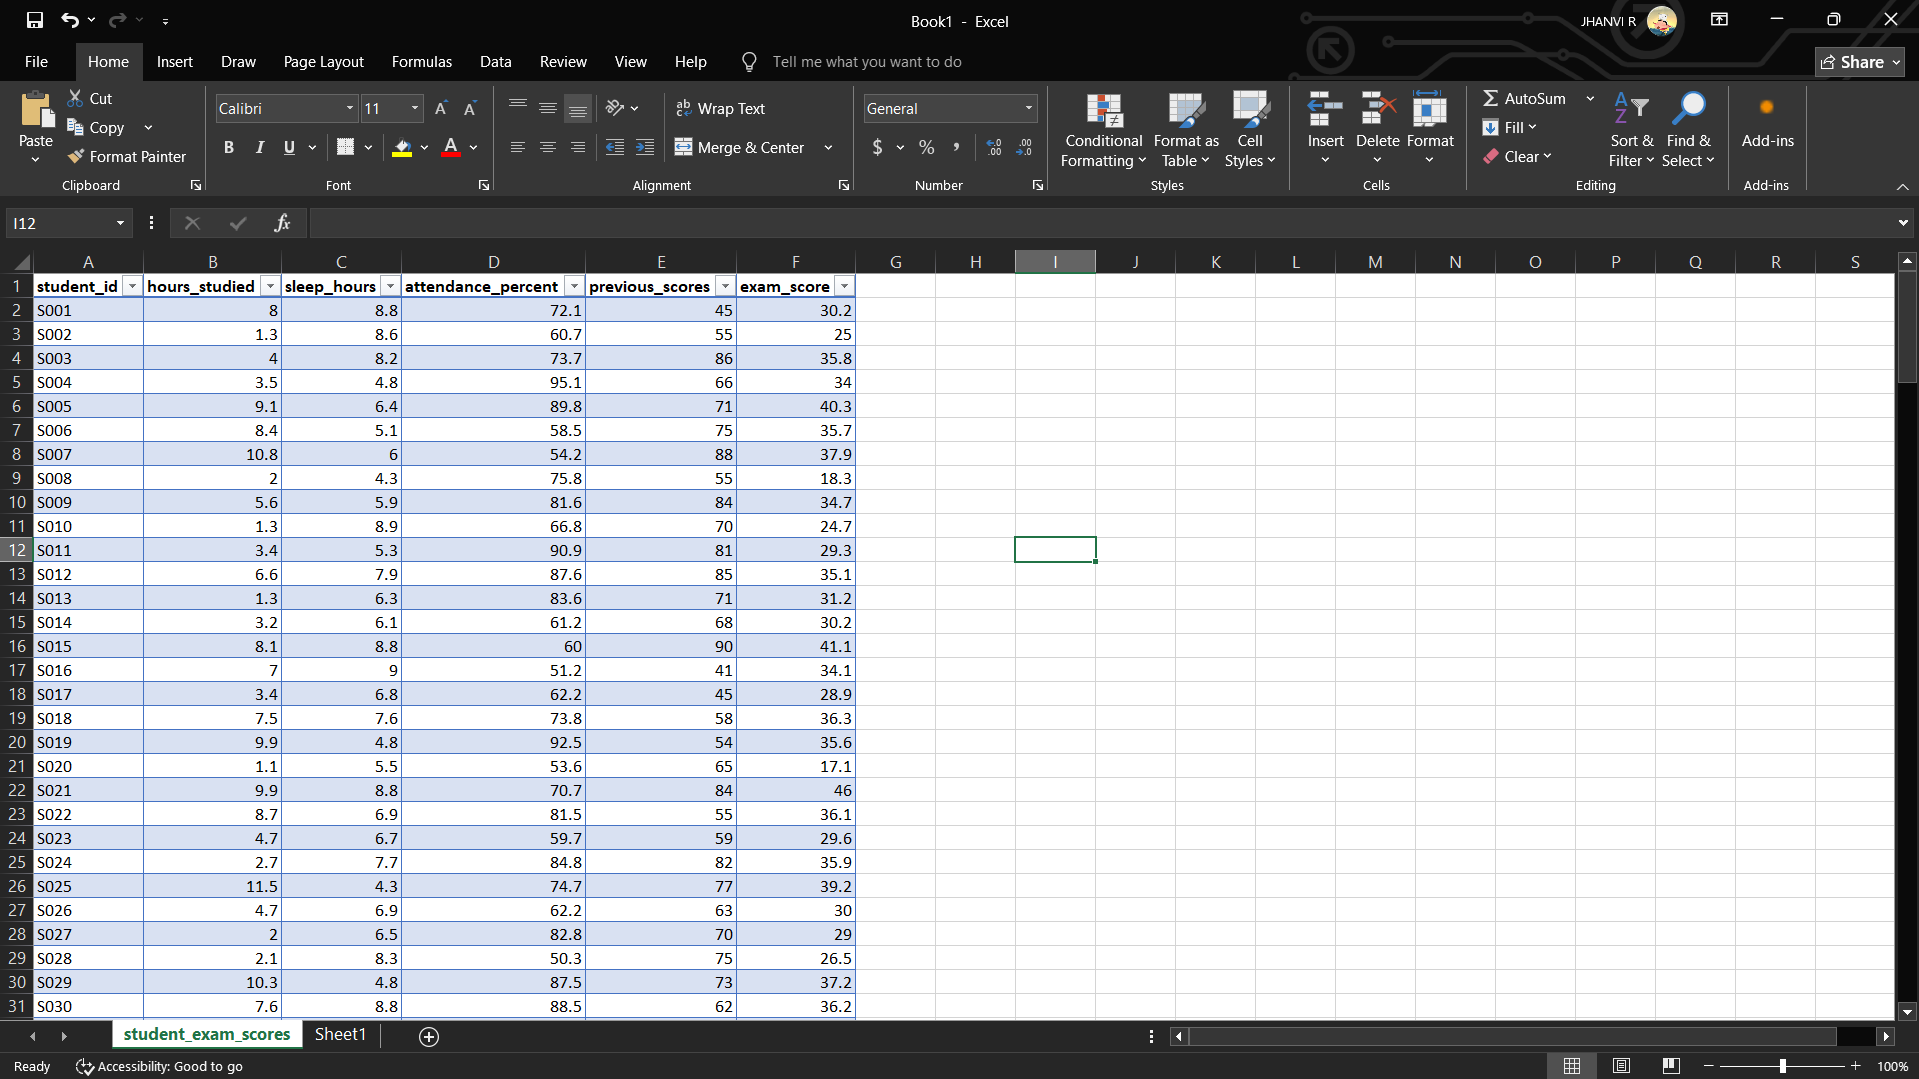 Book1 - Excel
JHANVI R
File Home Insert Draw Page Layout Formulas Data Review View Help Tell me what you want to do Share
Paste Cut Copy Format Painter Clipboard
Calibri 11 A A B I U A Font
ab Wrap Text Merge & Center Alignment
General $ % , Number
Conditional Formatting Format as Table Cell Styles Styles
Insert Delete Format Cells
AutoSum Fill Clear Sort & Filter Find & Select Editing
Add-ins Add-ins
I12 fx
A B C D E F G H I J K L M N O P Q R S
1 student_id hours_studied sleep_hours attendance_percent previous_scores exam_score
2 S001 8 8.8 72.1 45 30.2
3 S002 1.3 8.6 60.7 55 25
4 S003 4 8.2 73.7 86 35.8
5 S004 3.5 4.8 95.1 66 34
6 S005 9.1 6.4 89.8 71 40.3
7 S006 8.4 5.1 58.5 75 35.7
8 S007 10.8 6 54.2 88 37.9
9 S008 2 4.3 75.8 55 18.3
10 S009 5.6 5.9 81.6 84 34.7
11 S010 1.3 8.9 66.8 70 24.7
12 S011 3.4 5.3 90.9 81 29.3
13 S012 6.6 7.9 87.6 85 35.1
14 S013 1.3 6.3 83.6 71 31.2
15 S014 3.2 6.1 61.2 68 30.2
16 S015 8.1 8.8 60 90 41.1
17 S016 7 9 51.2 41 34.1
18 S017 3.4 6.8 62.2 45 28.9
19 S018 7.5 7.6 73.8 58 36.3
20 S019 9.9 4.8 92.5 54 35.6
21 S020 1.1 5.5 53.6 65 17.1
22 S021 9.9 8.8 70.7 84 46
23 S022 8.7 6.9 81.5 55 36.1
24 S023 4.7 6.7 59.7 59 29.6
25 S024 2.7 7.7 84.8 82 35.9
26 S025 11.5 4.3 74.7 77 39.2
27 S026 4.7 6.9 62.2 63 30
28 S027 2 6.5 82.8 70 29
29 S028 2.1 8.3 50.3 75 26.5
30 S029 10.3 4.8 87.5 73 37.2
31 S030 7.6 8.8 88.5 62 36.2
student_exam_scores Sheet1
Ready Accessibility: Good to go 100%